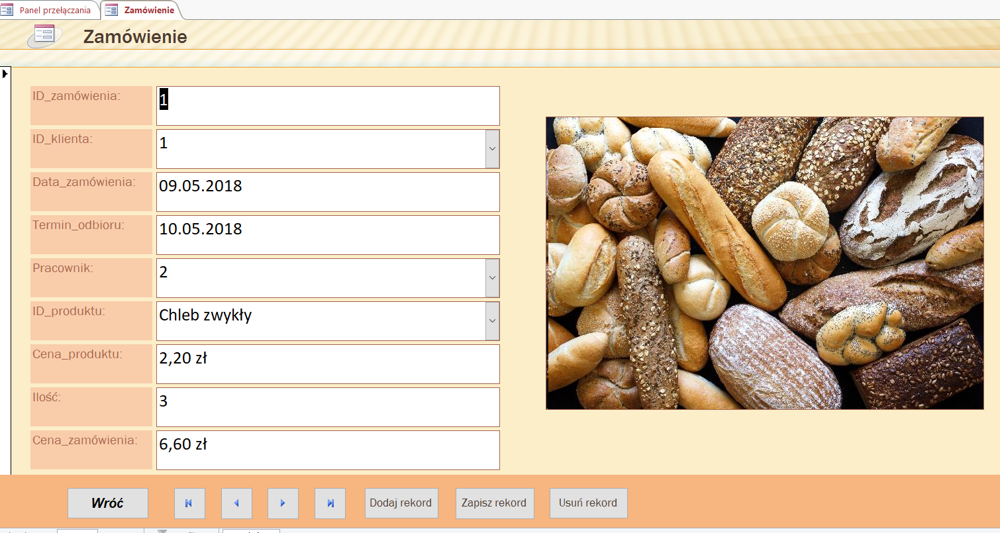 Panel przełączania
Zamówienie
Zamówienie
ID_zamówienia:
1
ID_klienta:
1
Data_zamówienia:
09.05.2018
Termin_odbioru:
10.05.2018
Pracownik:
2
ID_produktu:
Chleb zwykły
Cena_produktu:
2,20 zł
Ilość:
3
Cena_zamówienia:
6,60 zł
Wróć
Dodaj rekord
Zapisz rekord
Usuń rekord